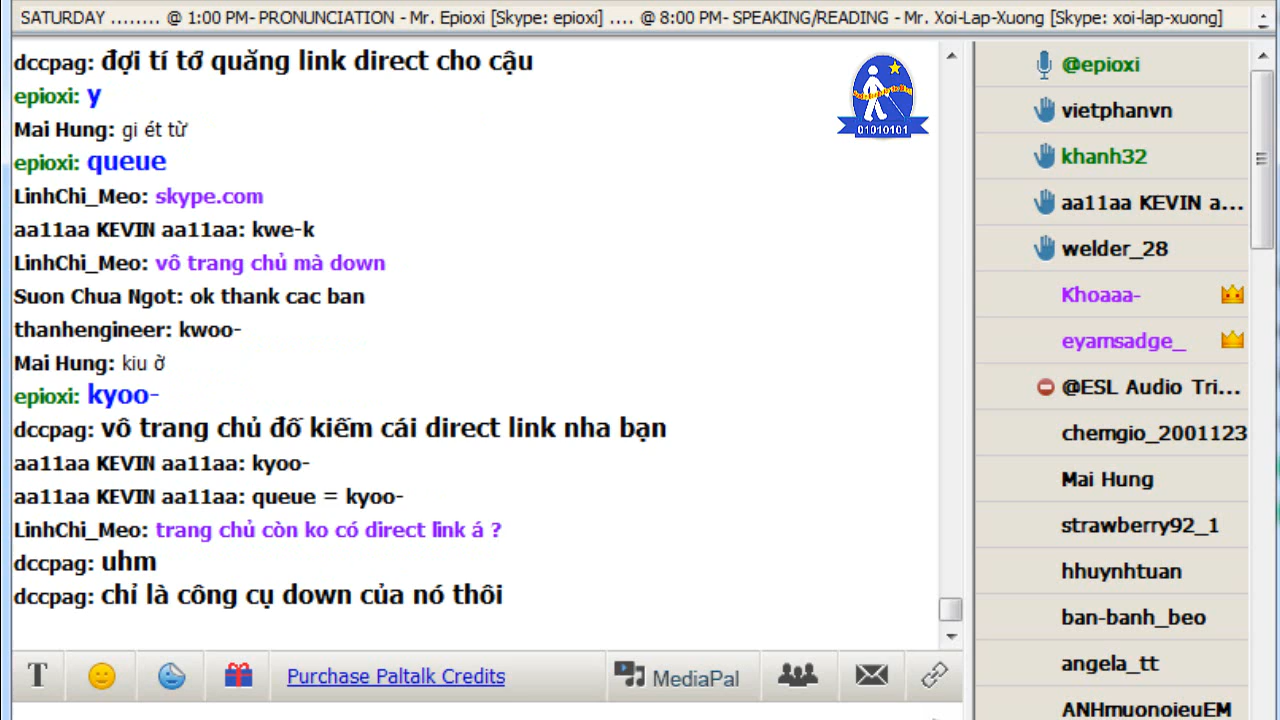 SATURDAY ........ @ 1:00 PM- PRONUNCIATION - Mr. Epioxi [Skype: epioxi] .... @ 8:00 PM- SPEAKING/READING - Mr. Xoi-Lap-Xuong [Skype: xoi-lap-xuong]
dccpag: đợi tí tớ quăng link direct cho cậu
epioxi: y
Mai Hung: gi ét từ
epioxi: queue
LinhChi_Meo: skype.com
aa11aa KEVIN aa11aa: kwe-k
LinhChi_Meo: vô trang chủ mà down
Suon Chua Ngot: ok thank cac ban
thanhengineer: kwoo-
Mai Hung: kiu ờ
epioxi: kyoo-
dccpag: vô trang chủ đố kiếm cái direct link nha bạn
aa11aa KEVIN aa11aa: kyoo-
aa11aa KEVIN aa11aa: queue = kyoo-
LinhChi_Meo: trang chủ còn ko có direct link á ?
dccpag: uhm
dccpag: chỉ là công cụ down của nó thôi
01010101
@epioxi
vietphanvn
khanh32
aa11aa KEVIN a...
welder_28
Khoaaa-
eyamsadge_
@ESL Audio Tri...
chemgio_2001123
Mai Hung
strawberry92_1
hhuynhtuan
ban-banh_beo
angela_tt
ANHmuonoieuEM
T
Purchase Paltalk Credits
MediaPal